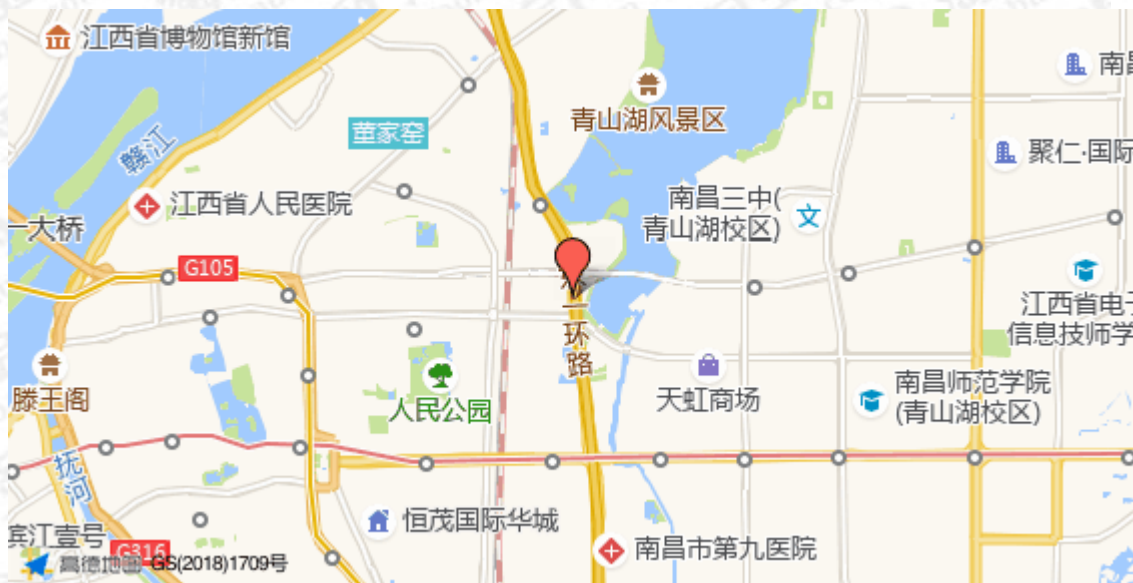 江西省博物馆新馆
南昌
青山湖风景区
董家窑
赣江
聚仁·国际
江西省人民医院
南昌三中(
青山湖校区)
文
一大桥
G105
一环路
江西省电子
信息技师学
滕王阁
人民公园
天虹商场
南昌师范学院
(青山湖校区)
抚河
恒茂国际华城
滨江壹号
南昌市第九医院
G316
高德地图 GS(2018)1709号